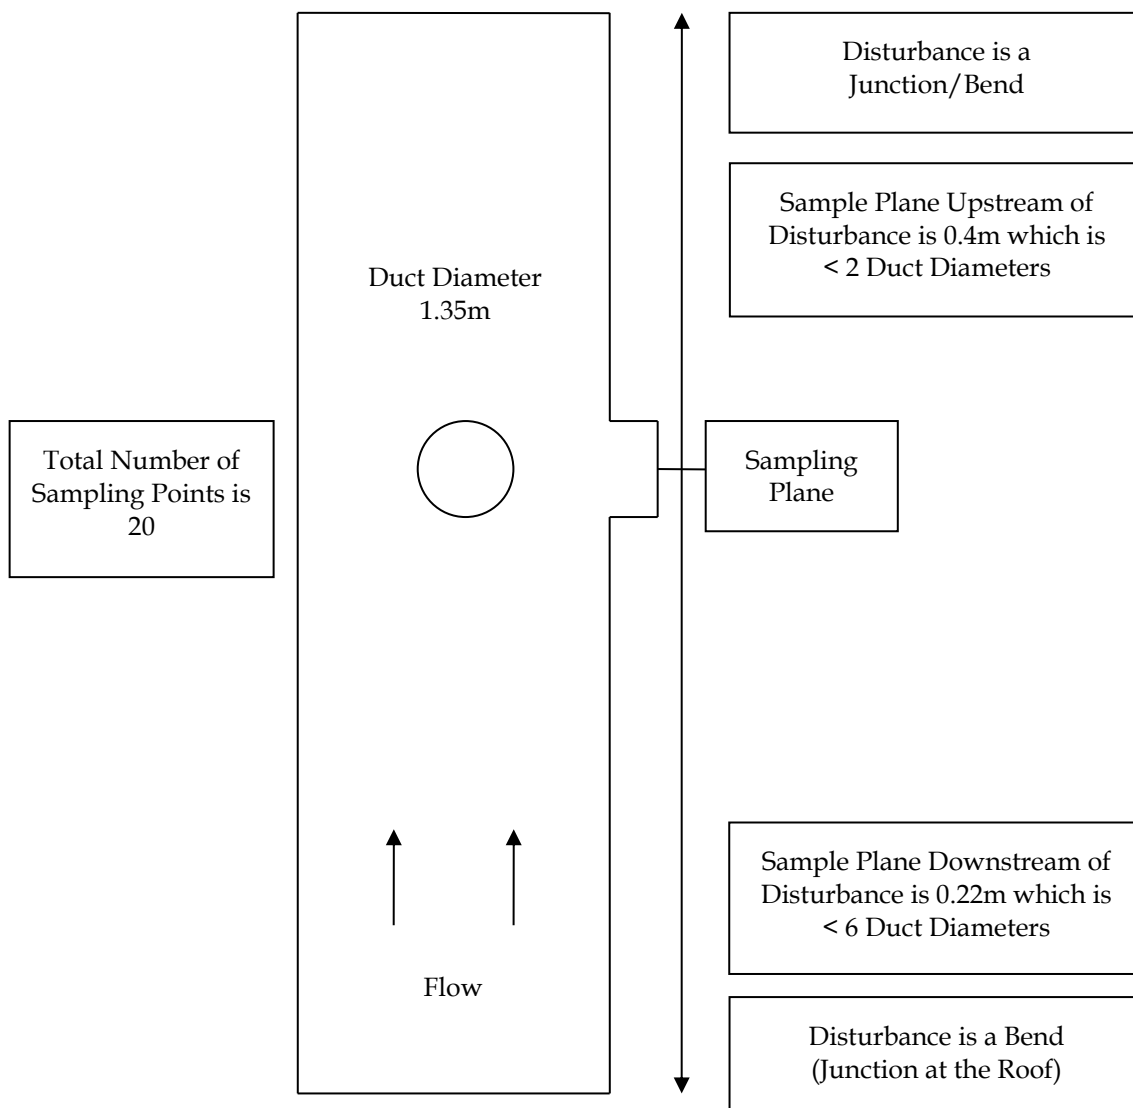 Disturbance is a
Junction/Bend
Sample Plane Upstream of
Disturbance is 0.4m which is
< 2 Duct Diameters
Duct Diameter
1.35m
Total Number of
Sampling Points is
20
Sampling
Plane
Sample Plane Downstream of
Disturbance is 0.22m which is
< 6 Duct Diameters
Flow
Disturbance is a Bend
(Junction at the Roof)